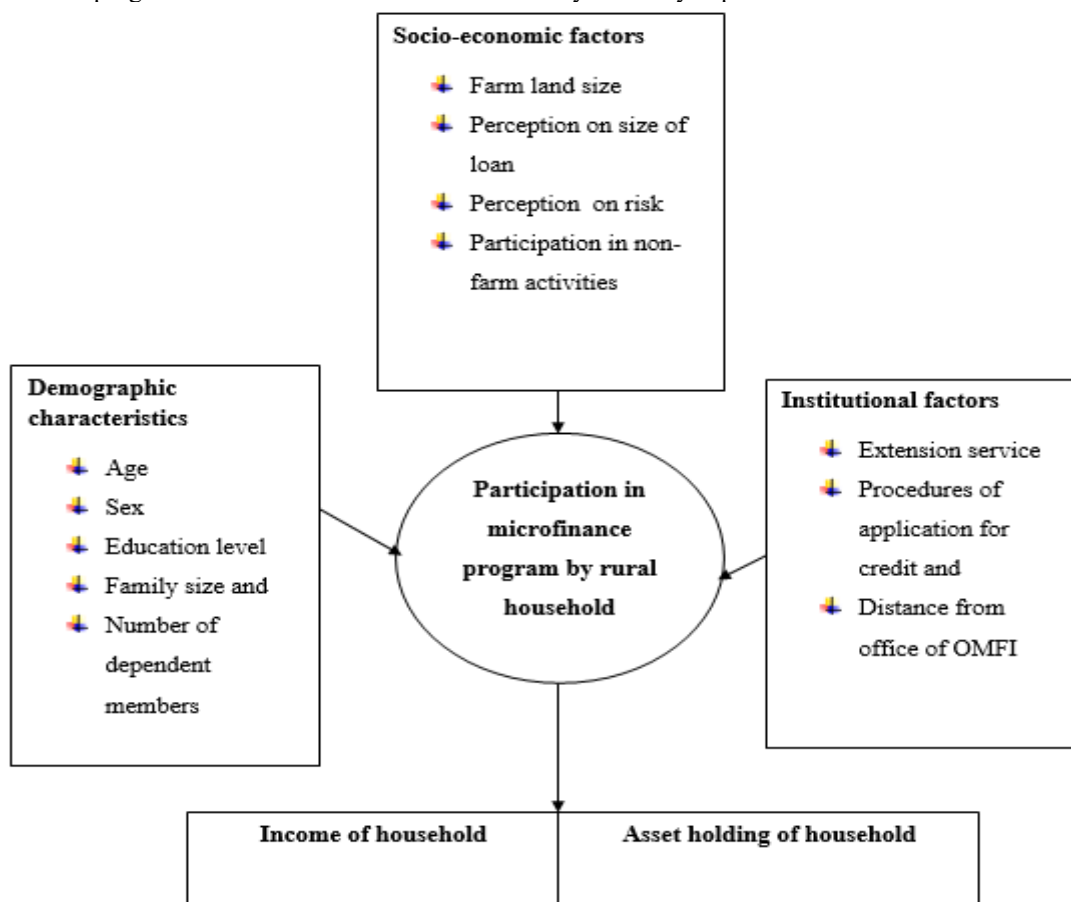 Socio-economic factors
Farm land size
Perception on size of
loan
Perception on risk
Participation in non-
farm activities
Demographic
characteristics
Age
Sex
Education level
Family size and
Number of
dependent
members
Participation in
microfinance
program by rural
household
Institutional factors
Extension service
Procedures of
application for
credit and
Distance from
office of OMFI
Income of household
Asset holding of household